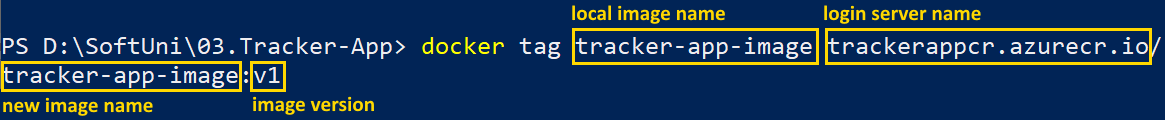 local image name login server name
PS D:\SoftUni\03.Tracker-App> docker tag tracker-app-image trackerappcr.azurecr.io/
tracker-app-image:v1
new image name image version